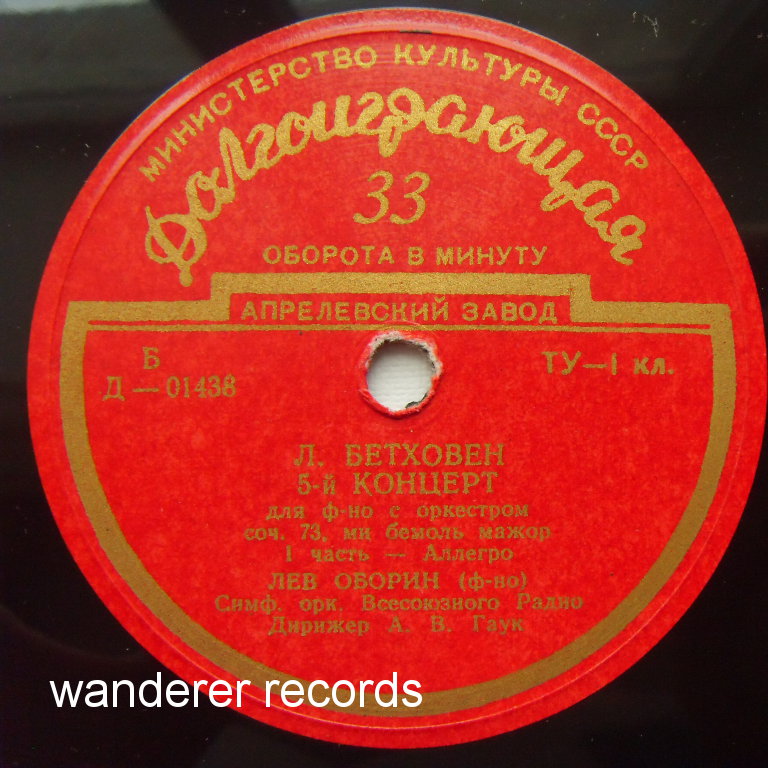 МИНИСТЕРСТВО КУЛЬТУРЫ СССР
Долгоиграющая
33
ОБОРОТА В МИНУТУ
АПРЕЛЕВСКИЙ ЗАВОД
Б
Д—01438
ТУ—1 кл.
Л. БЕТХОВЕН
5-й КОНЦЕРТ
для ф-но с оркестром
соч. 73, ми бемоль мажор
I часть — Аллегро
ЛЕВ ОБОРИН (ф-но)
Симф. орк. Всесоюзного Радио
Дирижер А. В. Гаук
wanderer records